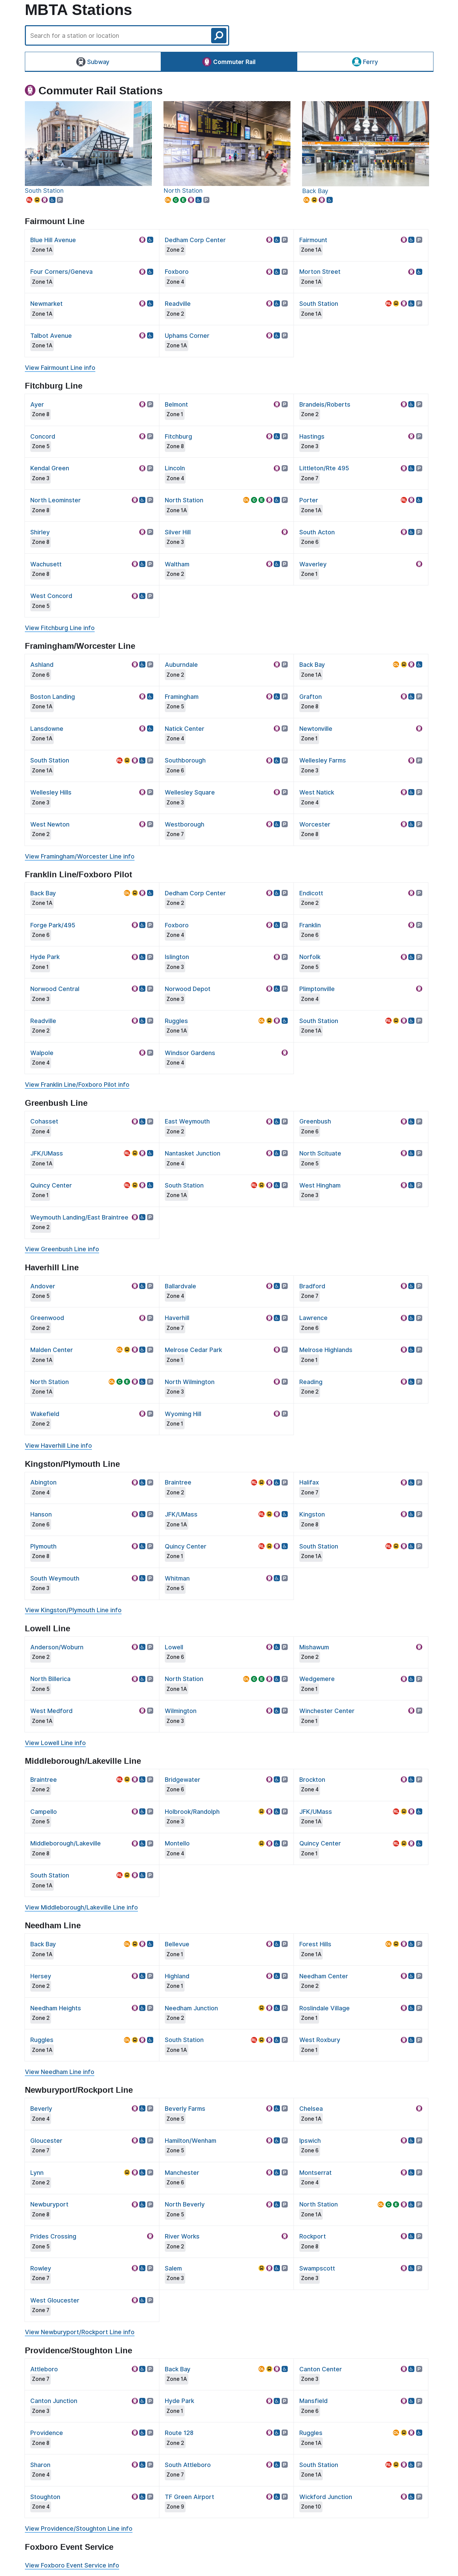 MBTA Stations
Search for a station or location
Subway
Commuter Rail
Ferry
Commuter Rail Stations
South Station
North Station
Back Bay
Fairmount Line
Blue Hill Avenue
Zone 1A
Dedham Corp Center
Zone 2
Fairmount
Zone 1A
Four Corners/Geneva
Zone 1A
Foxboro
Zone 4
Morton Street
Zone 1A
Newmarket
Zone 1A
Readville
Zone 2
South Station
Zone 1A
Talbot Avenue
Zone 1A
Uphams Corner
Zone 1A
View Fairmount Line info
Fitchburg Line
Ayer
Zone 8
Belmont
Zone 1
Brandeis/Roberts
Zone 2
Concord
Zone 5
Fitchburg
Zone 8
Hastings
Zone 3
Kendal Green
Zone 3
Lincoln
Zone 4
Littleton/Rte 495
Zone 7
North Leominster
Zone 8
North Station
Zone 1A
Porter
Zone 1A
Shirley
Zone 8
Silver Hill
Zone 3
South Acton
Zone 6
Wachusett
Zone 8
Waltham
Zone 2
Waverley
Zone 1
West Concord
Zone 5
View Fitchburg Line info
Framingham/Worcester Line
Ashland
Zone 6
Auburndale
Zone 2
Back Bay
Zone 1A
Boston Landing
Zone 1A
Framingham
Zone 5
Grafton
Zone 8
Lansdowne
Zone 1A
Natick Center
Zone 4
Newtonville
Zone 1
South Station
Zone 1A
Southborough
Zone 6
Wellesley Farms
Zone 3
Wellesley Hills
Zone 3
Wellesley Square
Zone 3
West Natick
Zone 4
West Newton
Zone 2
Westborough
Zone 7
Worcester
Zone 8
View Framingham/Worcester Line info
Franklin Line/Foxboro Pilot
Back Bay
Zone 1A
Dedham Corp Center
Zone 2
Endicott
Zone 2
Forge Park/495
Zone 6
Foxboro
Zone 4
Franklin
Zone 6
Hyde Park
Zone 1
Islington
Zone 3
Norfolk
Zone 5
Norwood Central
Zone 3
Norwood Depot
Zone 3
Plimptonville
Zone 4
Readville
Zone 2
Ruggles
Zone 1A
South Station
Zone 1A
Walpole
Zone 4
Windsor Gardens
Zone 4
View Franklin Line/Foxboro Pilot info
Greenbush Line
Cohasset
Zone 4
East Weymouth
Zone 2
Greenbush
Zone 6
JFK/UMass
Zone 1A
Nantasket Junction
Zone 4
North Scituate
Zone 5
Quincy Center
Zone 1
South Station
Zone 1A
West Hingham
Zone 3
Weymouth Landing/East Braintree
Zone 2
View Greenbush Line info
Haverhill Line
Andover
Zone 5
Ballardvale
Zone 4
Bradford
Zone 7
Greenwood
Zone 2
Haverhill
Zone 7
Lawrence
Zone 6
Malden Center
Zone 1A
Melrose Cedar Park
Zone 1
Melrose Highlands
Zone 1
North Station
Zone 1A
North Wilmington
Zone 3
Reading
Zone 2
Wakefield
Zone 2
Wyoming Hill
Zone 1
View Haverhill Line info
Kingston/Plymouth Line
Abington
Zone 4
Braintree
Zone 2
Halifax
Zone 7
Hanson
Zone 6
JFK/UMass
Zone 1A
Kingston
Zone 8
Plymouth
Zone 8
Quincy Center
Zone 1
South Station
Zone 1A
South Weymouth
Zone 3
Whitman
Zone 5
View Kingston/Plymouth Line info
Lowell Line
Anderson/Woburn
Zone 2
Lowell
Zone 6
Mishawum
Zone 2
North Billerica
Zone 5
North Station
Zone 1A
Wedgemere
Zone 1
West Medford
Zone 1A
Wilmington
Zone 3
Winchester Center
Zone 1
View Lowell Line info
Middleborough/Lakeville Line
Braintree
Zone 2
Bridgewater
Zone 6
Brockton
Zone 4
Campello
Zone 5
Holbrook/Randolph
Zone 3
JFK/UMass
Zone 1A
Middleborough/Lakeville
Zone 8
Montello
Zone 4
Quincy Center
Zone 1
South Station
Zone 1A
View Middleborough/Lakeville Line info
Needham Line
Back Bay
Zone 1A
Bellevue
Zone 1
Forest Hills
Zone 1A
Hersey
Zone 2
Highland
Zone 1
Needham Center
Zone 2
Needham Heights
Zone 2
Needham Junction
Zone 2
Roslindale Village
Zone 1
Ruggles
Zone 1A
South Station
Zone 1A
West Roxbury
Zone 1
View Needham Line info
Newburyport/Rockport Line
Beverly
Zone 4
Beverly Farms
Zone 5
Chelsea
Zone 1A
Gloucester
Zone 7
Hamilton/Wenham
Zone 5
Ipswich
Zone 6
Lynn
Zone 2
Manchester
Zone 6
Montserrat
Zone 4
Newburyport
Zone 8
North Beverly
Zone 5
North Station
Zone 1A
Prides Crossing
Zone 5
River Works
Zone 2
Rockport
Zone 8
Rowley
Zone 7
Salem
Zone 3
Swampscott
Zone 3
West Gloucester
Zone 7
View Newburyport/Rockport Line info
Providence/Stoughton Line
Attleboro
Zone 7
Back Bay
Zone 1A
Canton Center
Zone 3
Canton Junction
Zone 3
Hyde Park
Zone 1
Mansfield
Zone 6
Providence
Zone 8
Route 128
Zone 2
Ruggles
Zone 1A
Sharon
Zone 4
South Attleboro
Zone 7
South Station
Zone 1A
Stoughton
Zone 4
TF Green Airport
Zone 9
Wickford Junction
Zone 10
View Providence/Stoughton Line info
Foxboro Event Service
View Foxboro Event Service info